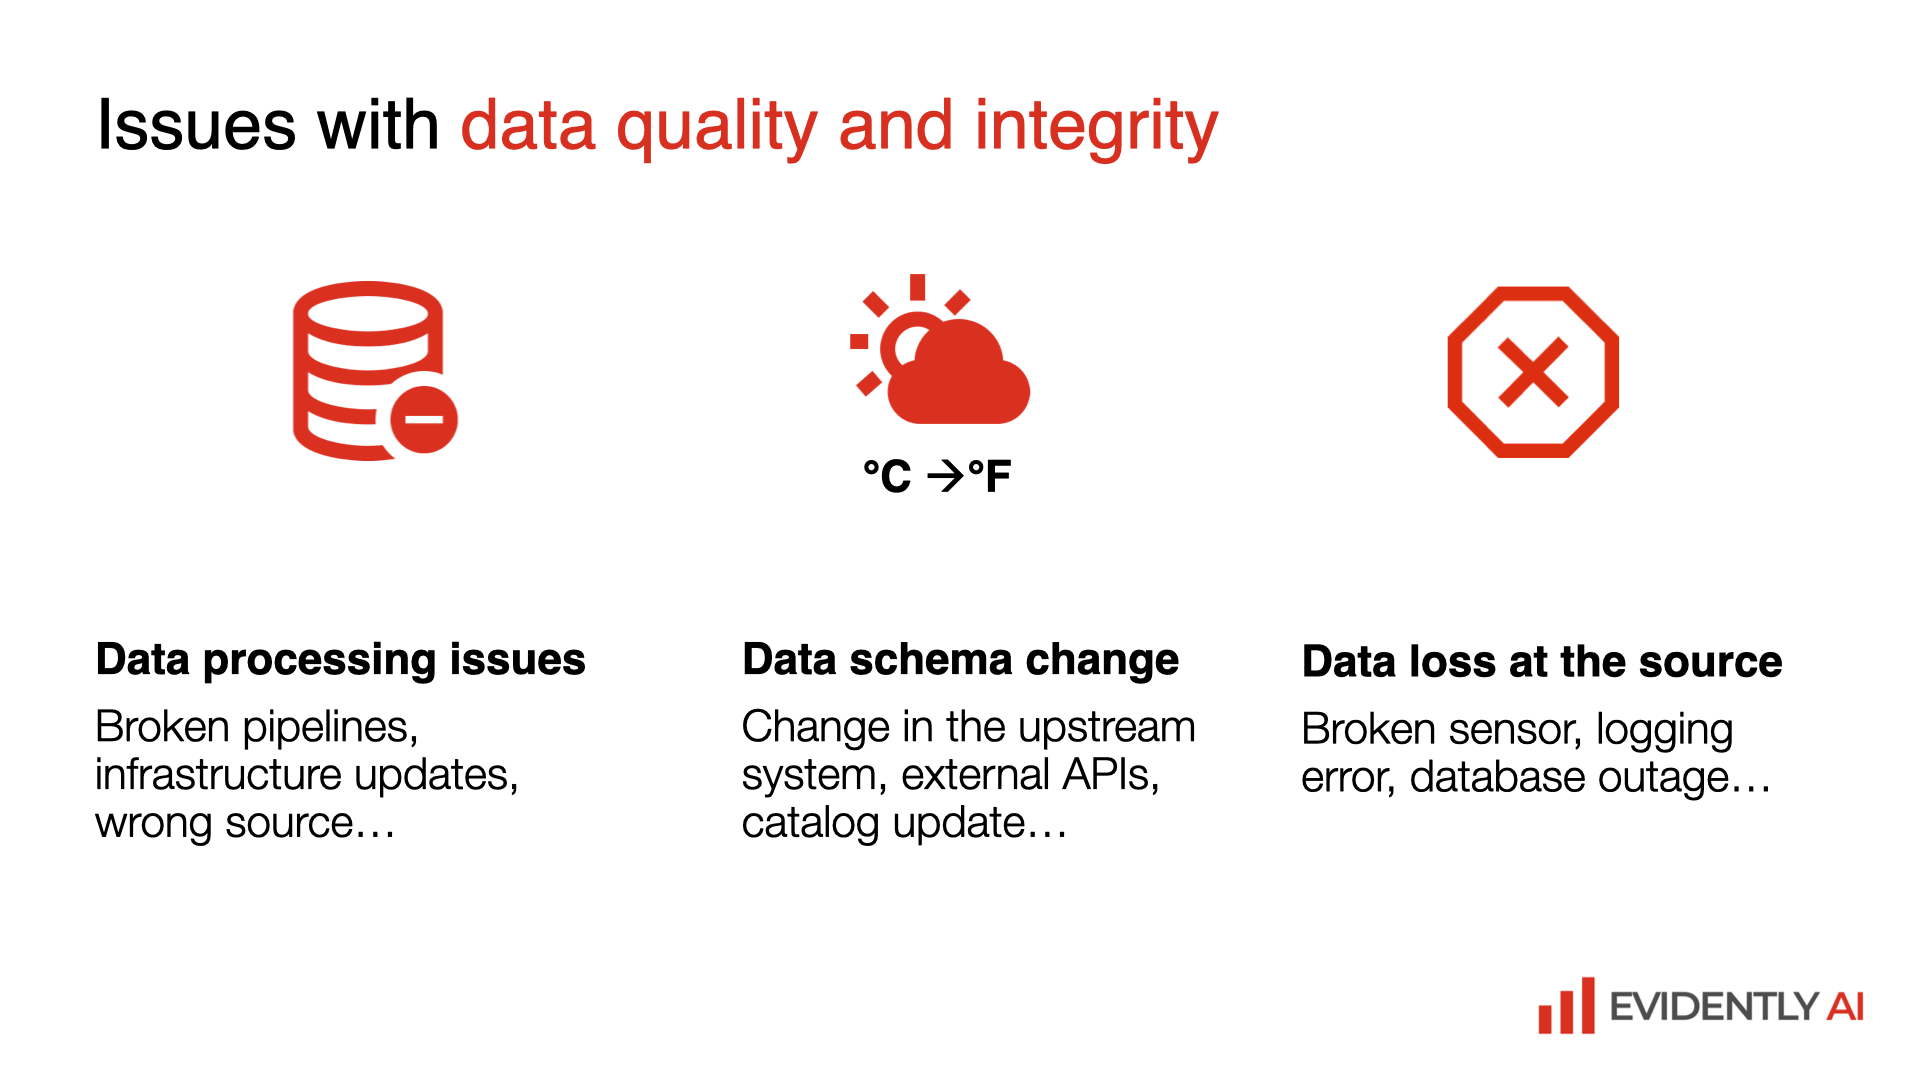 Issues with data quality and integrity
°C →°F
Data processing issues
Broken pipelines,
infrastructure updates,
wrong source…
Data schema change
Change in the upstream
system, external APIs,
catalog update…
Data loss at the source
Broken sensor, logging
error, database outage…
EVIDENTLY AI